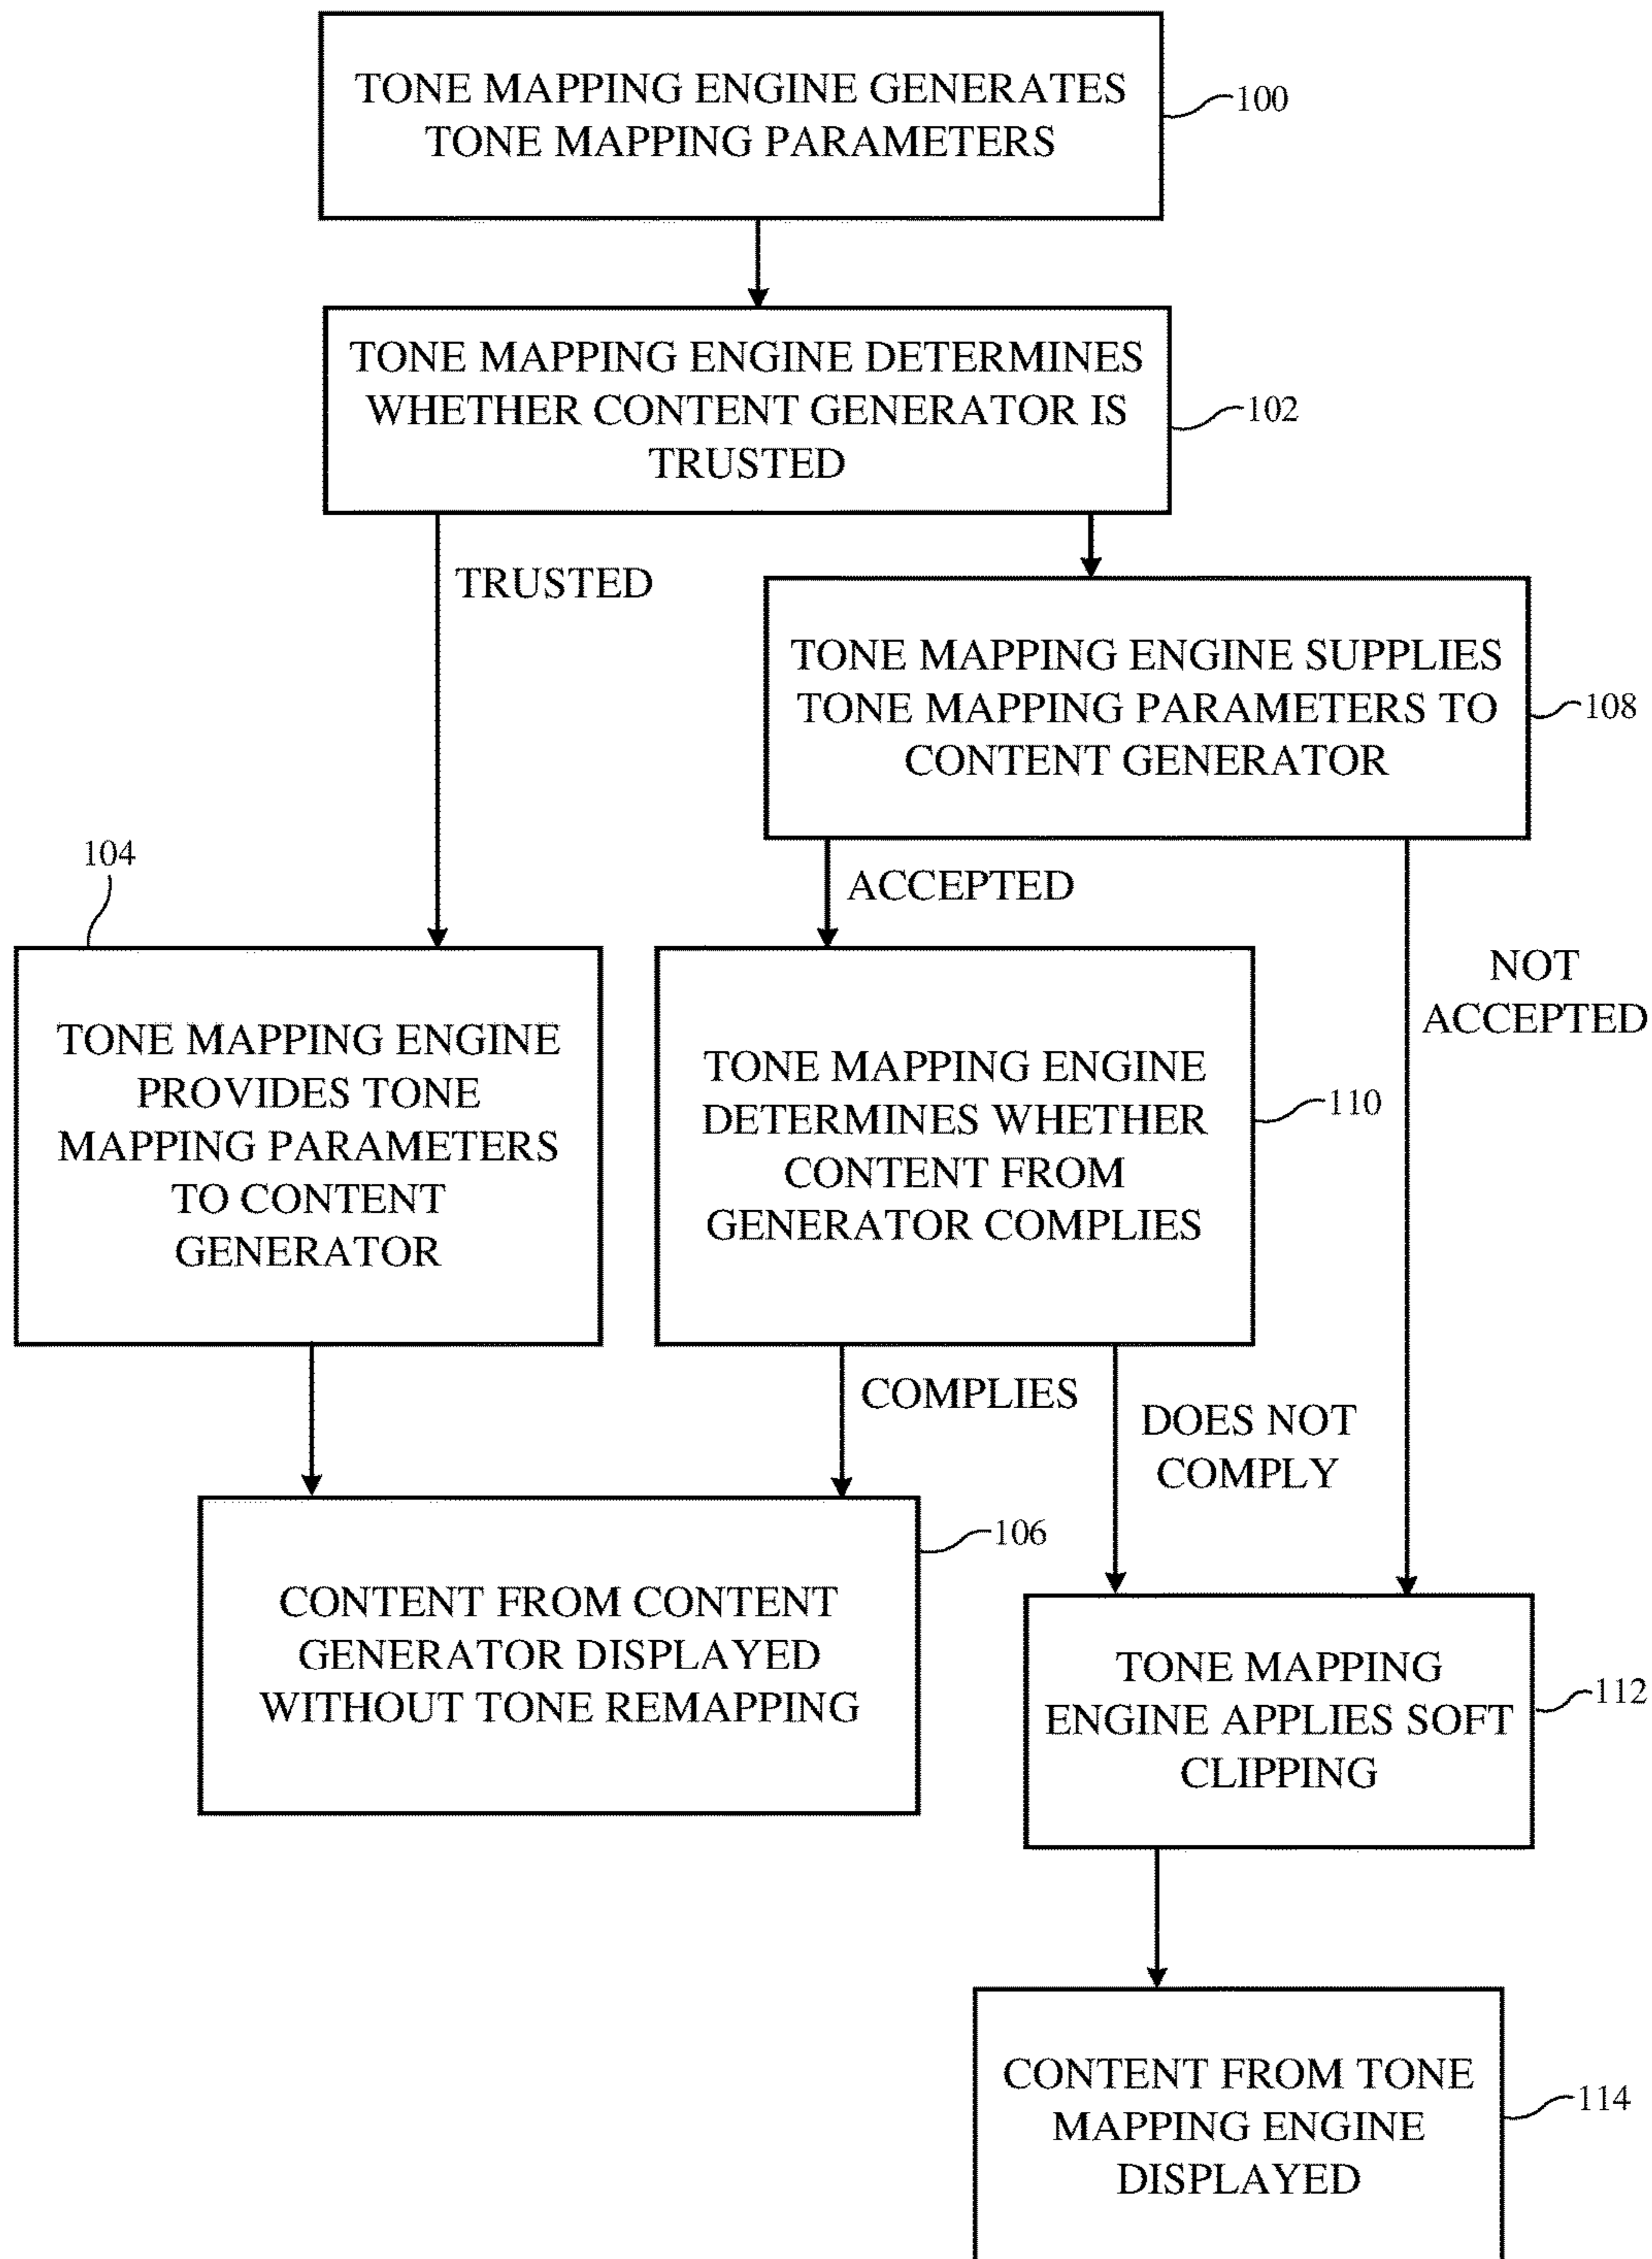 TONE MAPPING ENGINE GENERATES
TONE MAPPING PARAMETERS
100
TONE MAPPING ENGINE DETERMINES
WHETHER CONTENT GENERATOR IS
TRUSTED
102
TRUSTED
TONE MAPPING ENGINE SUPPLIES
TONE MAPPING PARAMETERS TO
CONTENT GENERATOR
108
104
ACCEPTED
NOT
ACCEPTED
TONE MAPPING ENGINE
PROVIDES TONE
MAPPING PARAMETERS
TO CONTENT
GENERATOR
TONE MAPPING ENGINE
DETERMINES WHETHER
CONTENT FROM
GENERATOR COMPLIES
110
COMPLIES
DOES NOT
COMPLY
CONTENT FROM CONTENT
GENERATOR DISPLAYED
WITHOUT TONE REMAPPING
106
TONE MAPPING
ENGINE APPLIES SOFT
CLIPPING
112
CONTENT FROM TONE
MAPPING ENGINE
DISPLAYED
114